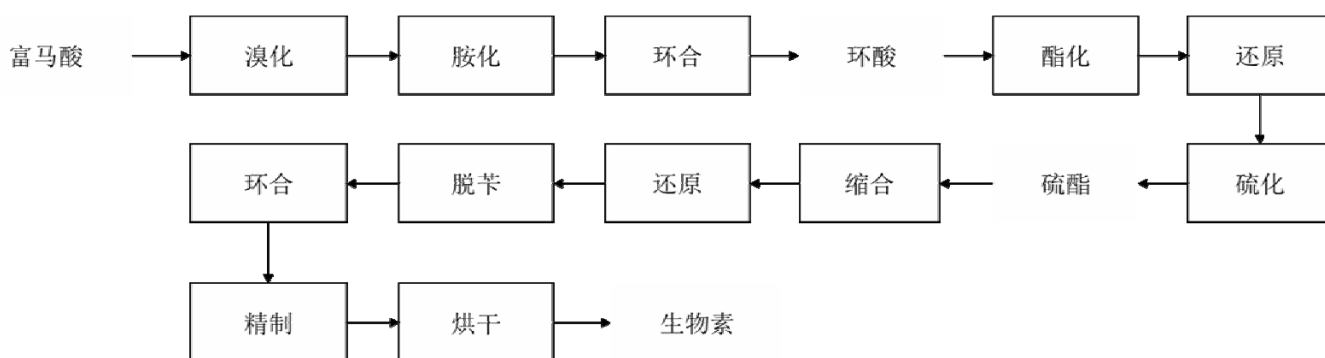 富马酸 溴化 胺化 环合 环酸 酯化 还原
环合 脱苄 还原 缩合 硫酯 硫化
精制 烘干 生物素